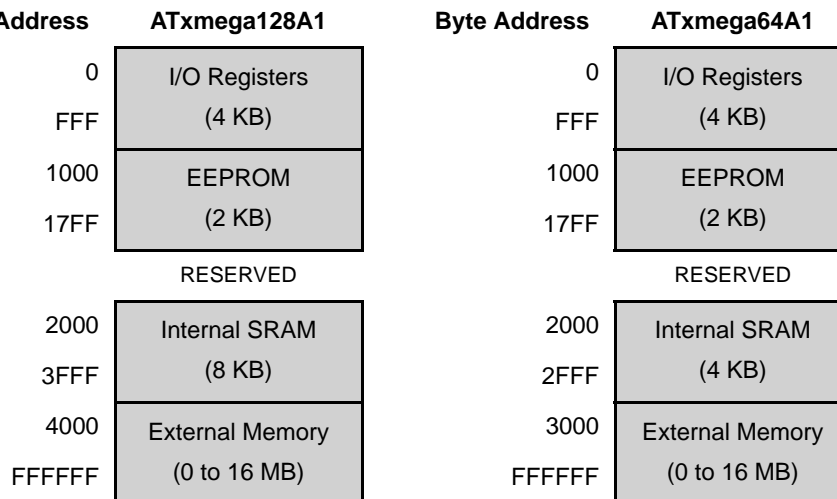 Address ATxmega128A1
0 I/O Registers
(4 KB)
FFF
1000 EEPROM
(2 KB)
17FF
RESERVED
2000 Internal SRAM
(8 KB)
3FFF
4000 External Memory
(0 to 16 MB)
FFFFFF
Byte Address ATxmega64A1
0 I/O Registers
(4 KB)
FFF
1000 EEPROM
(2 KB)
17FF
RESERVED
2000 Internal SRAM
(4 KB)
2FFF
3000 External Memory
(0 to 16 MB)
FFFFFF